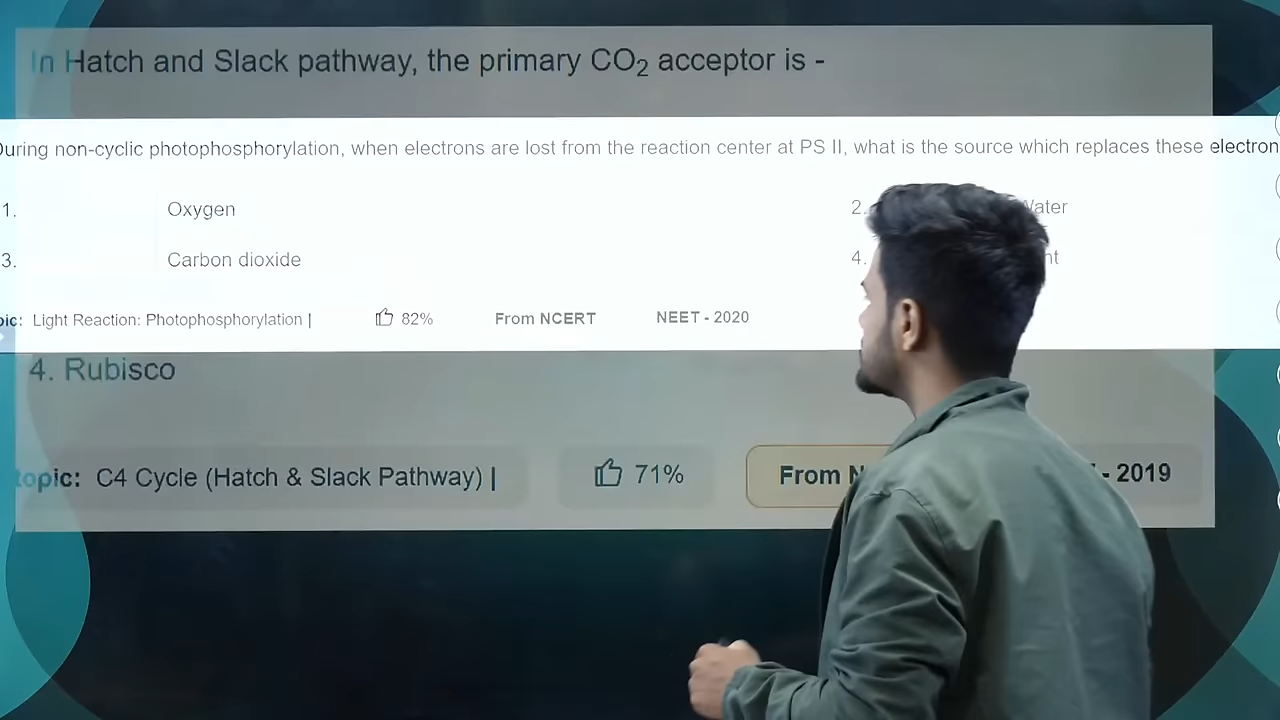 In Hatch and Slack pathway, the primary CO₂ acceptor is -
During non-cyclic photophosphorylation, when electrons are lost from the reaction center at PS II, what is the source which replaces these electron
1. Oxygen 2. Water
3. Carbon dioxide 4.
Light Reaction: Photophosphorylation | 82% From NCERT NEET - 2020
4. Rubisco
topic: C4 Cycle (Hatch & Slack Pathway) | 71% From - 2019